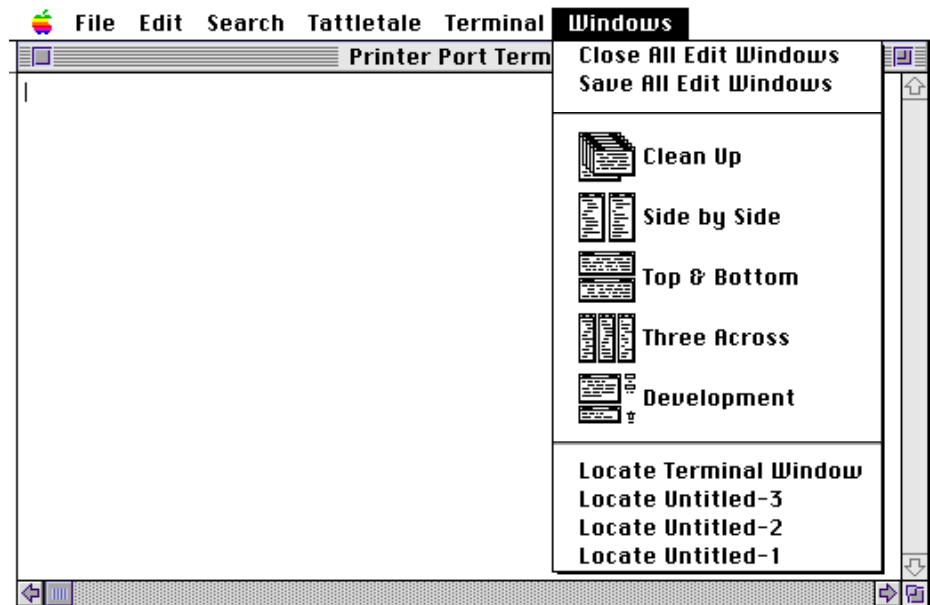 File Edit Search Tattletale Terminal Windows
Printer Port Term
Close All Edit Windows
Save All Edit Windows
Clean Up
Side by Side
Top & Bottom
Three Across
Development
Locate Terminal Window
Locate Untitled-3
Locate Untitled-2
Locate Untitled-1